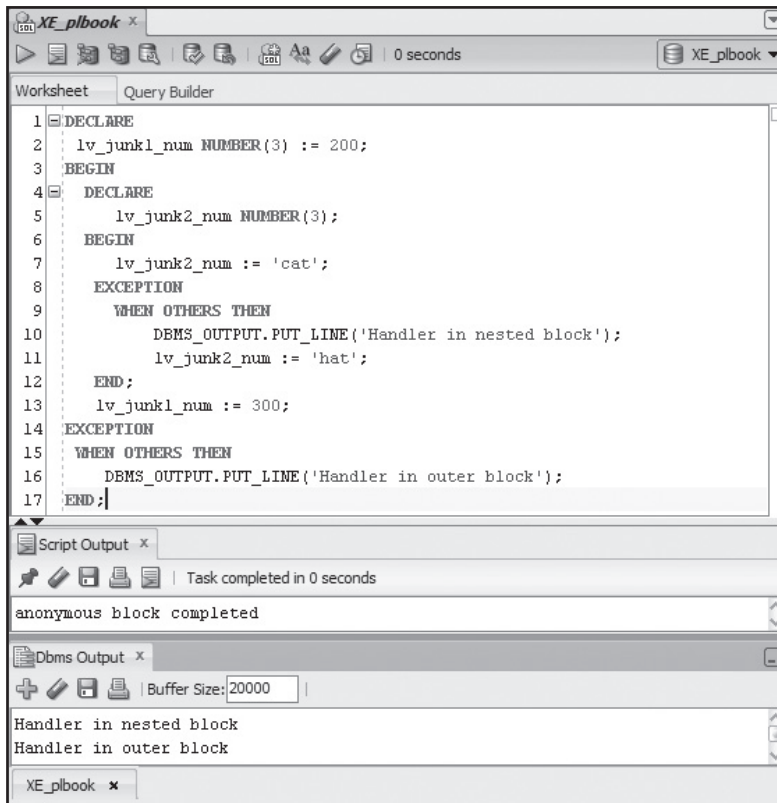 XE_plbook x
0 seconds
XE_plbook
Worksheet Query Builder
1 DECLARE
2 lv_junk1_num NUMBER(3) := 200;
3 BEGIN
4 DECLARE
5 lv_junk2_num NUMBER(3);
6 BEGIN
7 lv_junk2_num := 'cat';
8 EXCEPTION
9 WHEN OTHERS THEN
10 DBMS_OUTPUT.PUT_LINE('Handler in nested block');
11 lv_junk2_num := 'hat';
12 END;
13 lv_junk1_num := 300;
14 EXCEPTION
15 WHEN OTHERS THEN
16 DBMS_OUTPUT.PUT_LINE('Handler in outer block');
17 END;
Script Output x
Task completed in 0 seconds
anonymous block completed
Dbms Output x
Buffer Size: 20000
Handler in nested block
Handler in outer block
XE_plbook x